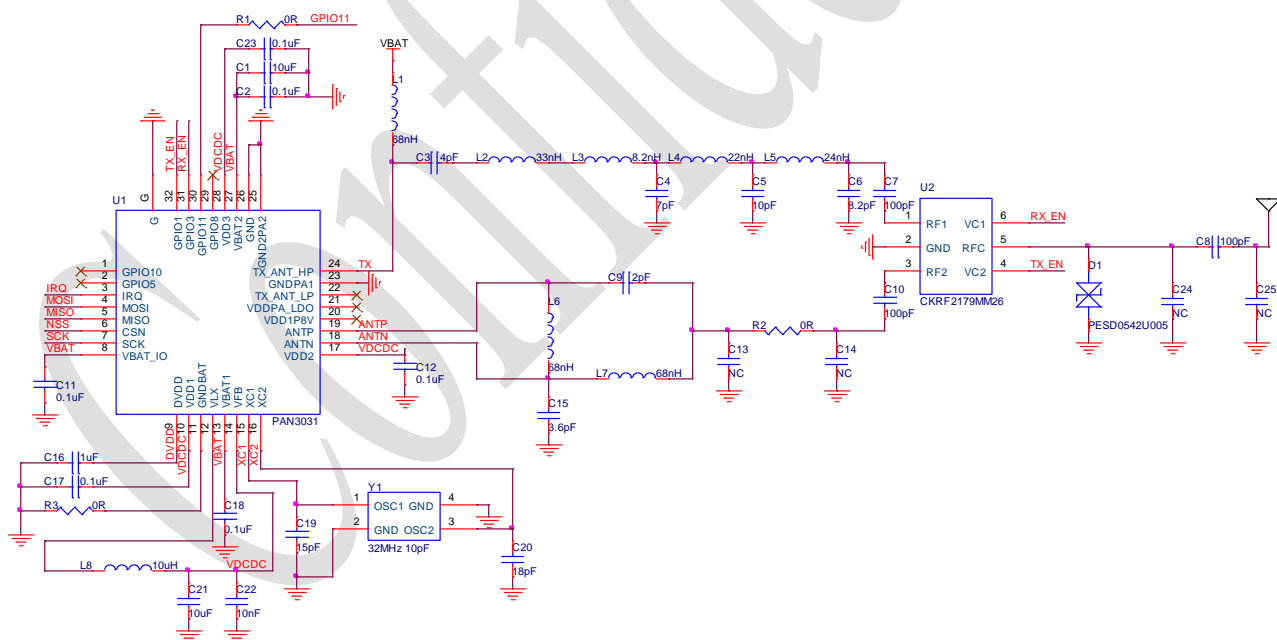 R1 0R GPIO11
C23 0.1uF
C1 10uF
C2 0.1uF
VBAT
L1
68nH
TX_EN
RX_EN
VDCDC
VBAT
G 32 31 30 29 28 27 26 25
U1
G GPIO1 GPIO3 GPIO11 GPIO8 VDD3 VBAT2 GND GND2PA2
1 GPIO10
2 GPIO5
IRQ 3 IRQ
MOSI 4 MOSI
MISO 5 MISO
NSS 6 CSN
SCK 7 SCK
VBAT 8 VBAT_IO
TX_ANT_HP 24 TX
GNDPA1 23
TX_ANT_LP 22
VDDPA_LDO 21
VDD1P8V 20
ANTP 19 ANTP
ANTN 18 ANTN
VDD2 17 VDCDC
DVDD VDD1 GNDBAT VLX VBAT1 VFB XC1 XC2
PAN3031
9 10 11 12 13 14 15 16
DVDD
VDCDC
VBAT
XC1
XC2
C11
0.1uF
C12
0.1uF
C3 4pF L2 33nH L3 8.2nH L4 22nH L5 24nH
C4
7pF
C5
10pF
C6
8.2pF
C7
100pF
U2
1 RF1 VC1 6 RX_EN
2 GND RFC 5
3 RF2 VC2 4 TX_EN
CKRF2179MM26
C8 100pF
D1
PESD0542U005
C24
NC
C25
NC
C9 2pF
L6
68nH
L7 68nH
C15
3.6pF
C10
100pF
R2 0R
C13
NC
C14
NC
C16 1uF
C17 0.1uF
R3 0R
C18
0.1uF
L8 10uH VDCDC
C21
10uF
C22
10nF
Y1
1 OSC1 GND 4
2 GND OSC2 3
32MHz 10pF
C19
15pF
C20
18pF